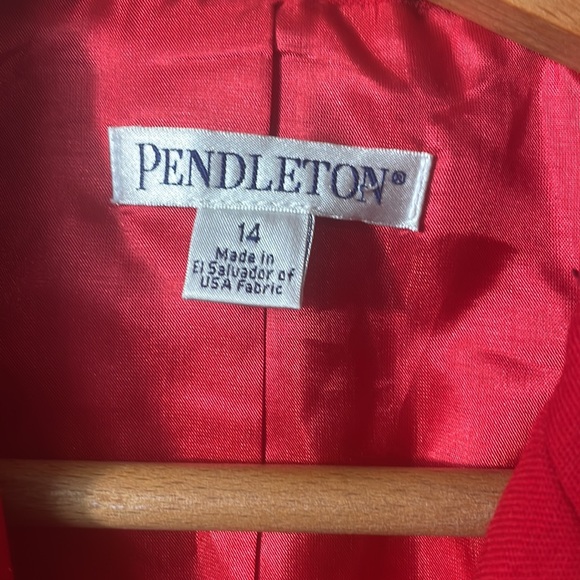 PENDLETON®
14
Made in
El Salvador of
USA Fabric